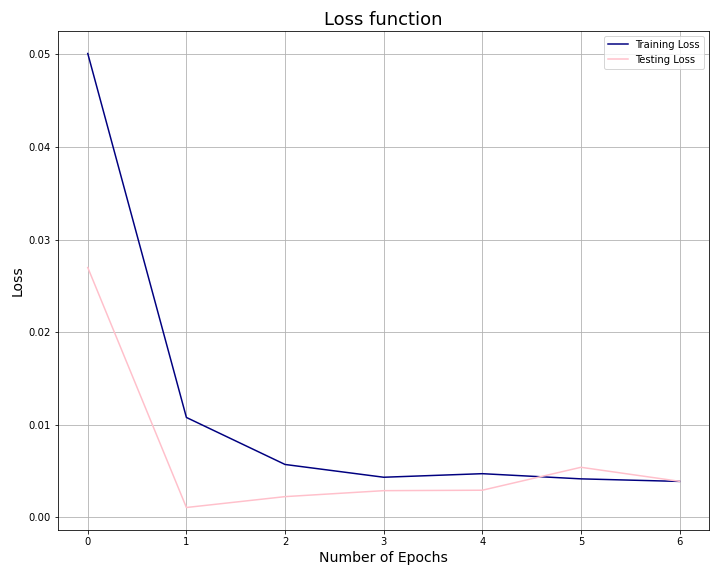 Loss function
Training Loss
Testing Loss
0.05
0.04
0.03
0.02
0.01
0.00
Loss
0 1 2 3 4 5 6
Number of Epochs